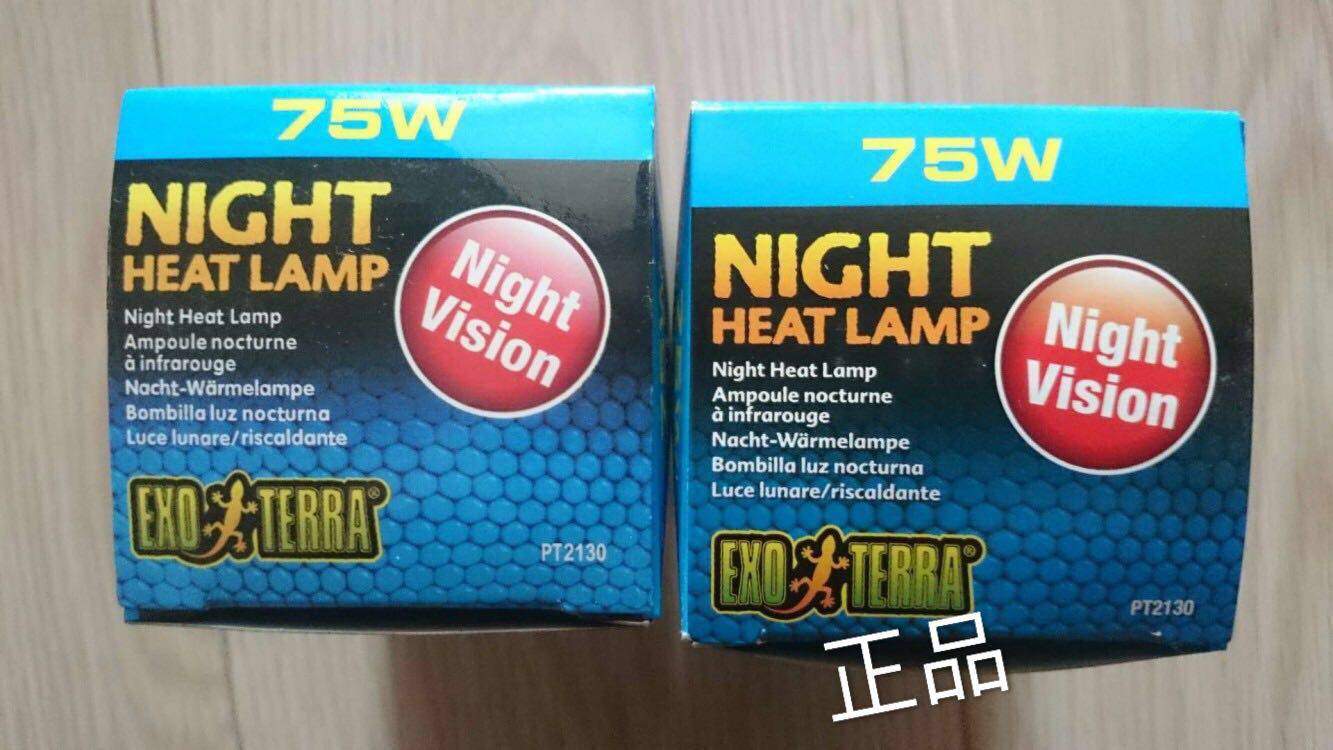 75W
NIGHT
HEAT LAMP
Night Heat Lamp
Ampoule nocturne
à infrarouge
Nacht-Wärmelampe
Bombilla luz nocturna
Luce lunare/riscaldante
Night
Vision
EXO TERRA®
PT2130
75W
NIGHT
HEAT LAMP
Night Heat Lamp
Ampoule nocturne
à infrarouge
Nacht-Wärmelampe
Bombilla luz nocturna
Luce lunare/riscaldante
Night
Vision
EXO TERRA®
PT2130
正品